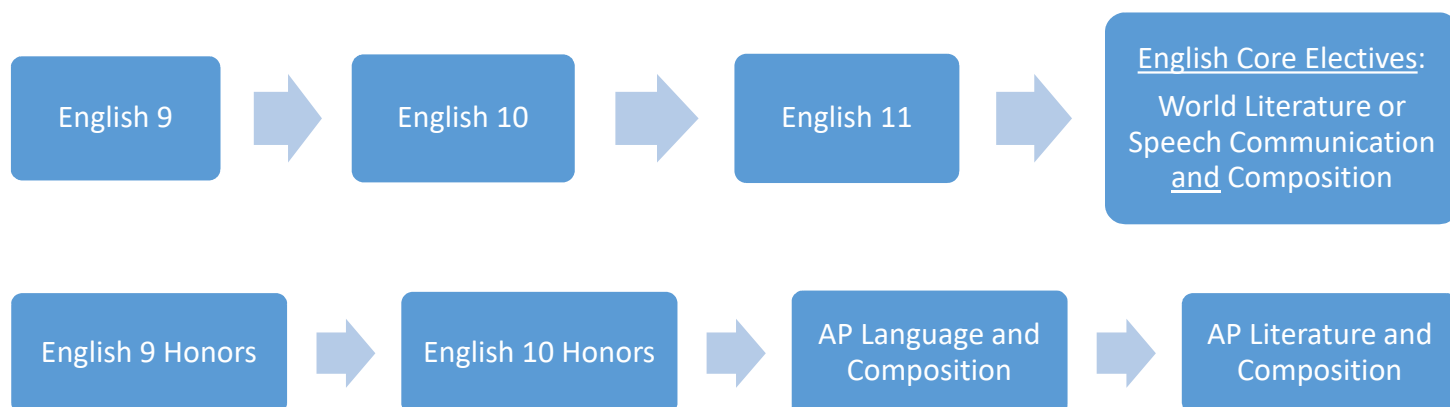 English 9
English 10
English 11
English Core Electives:
World Literature or
Speech Communication
and Composition
English 9 Honors
English 10 Honors
AP Language and
Composition
AP Literature and
Composition